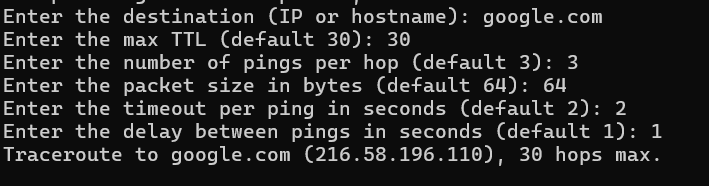 Enter the destination (IP or hostname): google.com
Enter the max TTL (default 30): 30
Enter the number of pings per hop (default 3): 3
Enter the packet size in bytes (default 64): 64
Enter the timeout per ping in seconds (default 2): 2
Enter the delay between pings in seconds (default 1): 1
Traceroute to google.com (216.58.196.110), 30 hops max.